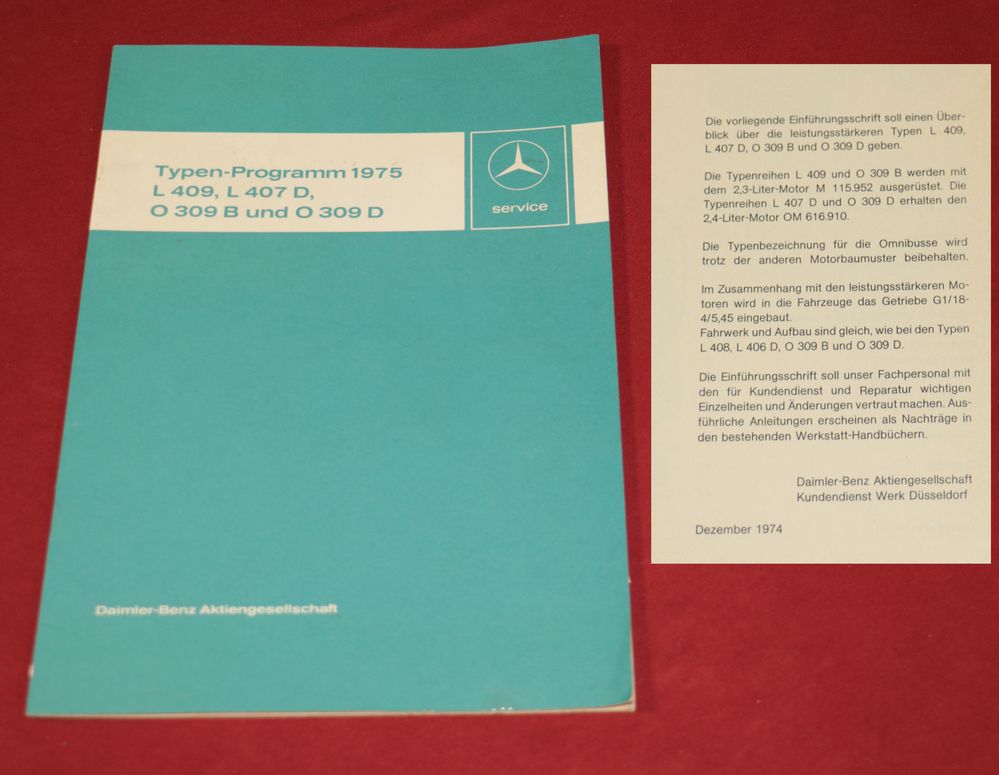 Typen-Programm 1975
L 409, L 407 D,
O 309 B und O 309 D
service
Daimler-Benz Aktiengesellschaft
Die vorliegende Einführungsschrift soll einen Über-
blick über die leistungsstärkeren Typen L 409,
L 407 D, O 309 B und O 309 D geben.
Die Typenreihen L 409 und O 309 B werden mit
dem 2,3-Liter-Motor M 115.952 ausgerüstet. Die
Typenreihen L 407 D und O 309 D erhalten den
2,4-Liter-Motor OM 616.910.
Die Typenbezeichnung für die Omnibusse wird
trotz der anderen Motorbaumuster beibehalten.
Im Zusammenhang mit den leistungsstärkeren Mo-
toren wird in die Fahrzeuge das Getriebe G1/18-
4/5,45 eingebaut.
Fahrwerk und Aufbau sind gleich, wie bei den Typen
L 408, L 406 D, O 309 B und O 309 D.
Die Einführungsschrift soll unser Fachpersonal mit
den für Kundendienst und Reparatur wichtigen
Einzelheiten und Änderungen vertraut machen. Aus-
führliche Anleitungen erscheinen als Nachträge in
den bestehenden Werkstatt-Handbüchern.
Daimler-Benz Aktiengesellschaft
Kundendienst Werk Düsseldorf
Dezember 1974